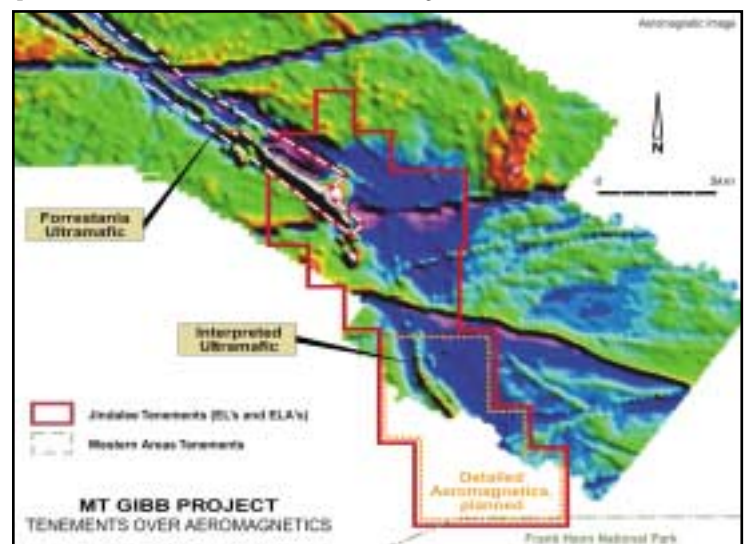 Aeromagnetic Image
N
0
Forrestania
Ultramafic
Interpreted
Ultramafic
Jindalee Tenements (EL's and ELA's)
Western Areas Tenements
Detailed
Aeromagnetics
planned
MT GIBB PROJECT
TENEMENTS OVER AEROMAGNETICS
Frank Hann National Park